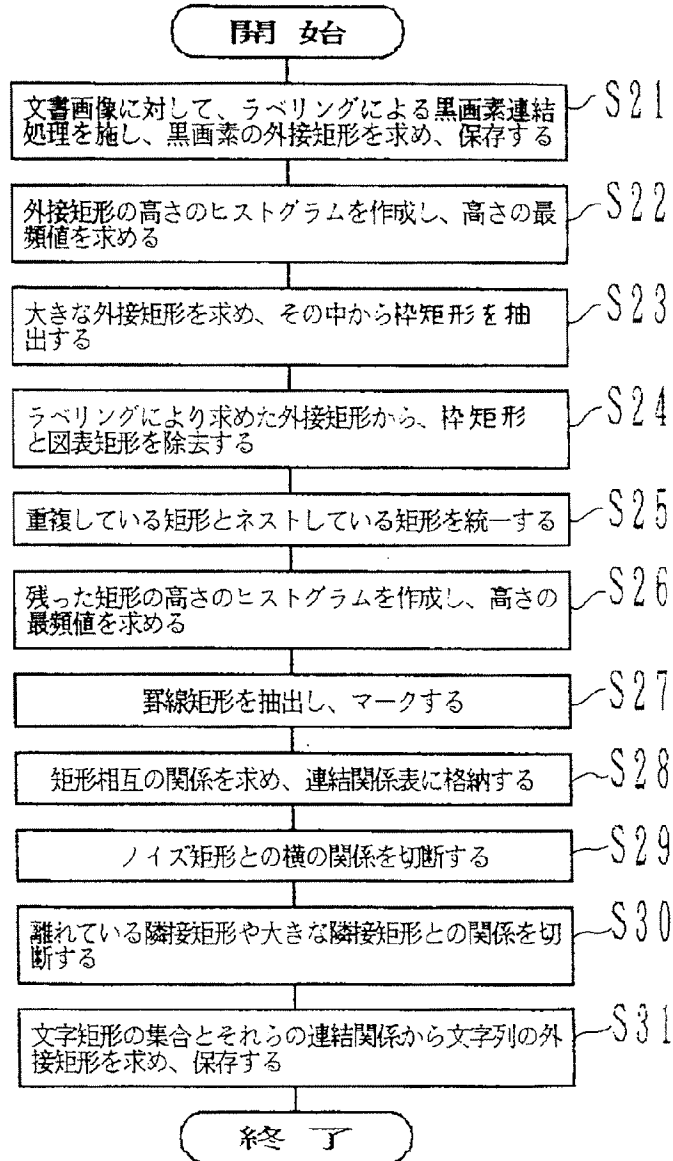 開 始
文書画像に対して、ラベリングによる黒画素連結
処理を施し、黒画素の外接矩形を求め、保存する
S21
外接矩形の高さのヒストグラムを作成し、高さの最
頻値を求める
S22
大きな外接矩形を求め、その中から枠矩形を抽
出する
S23
ラベリングにより求めた外接矩形から、枠矩形
と図表矩形を除去する
S24
重複している矩形とネストしている矩形を統一する
S25
残った矩形の高さのヒストグラムを作成し、高さの
最頻値を求める
S26
罫線矩形を抽出し、マークする
S27
矩形相互の関係を求め、連結関係表に格納する
S28
ノイズ矩形との横の関係を切断する
S29
離れている隣接矩形や大きな隣接矩形との関係を切
断する
S30
文字矩形の集合とそれらの連結関係から文字列の外
接矩形を求め、保存する
S31
終 了